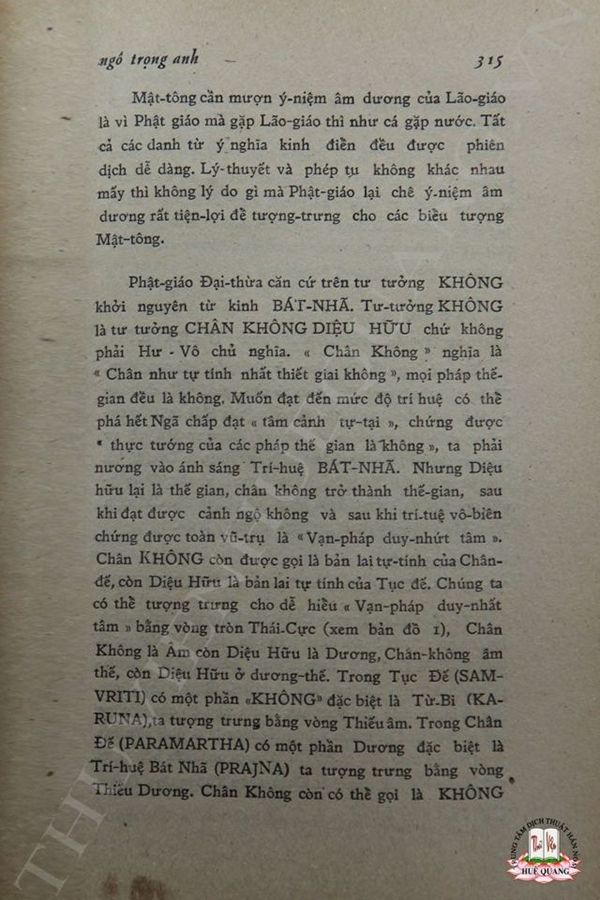 ngô trọng anh 315
Mật-tông cần mượn ý-niệm âm dương của Lão-giáo
là vì Phật giáo mà gặp Lão-giáo thì như cá gặp nước. Tất
cả các danh từ ý nghĩa kinh điển đều được phiên
dịch dễ dàng. Lý-thuyết và phép tu không khác nhau
mấy thì không lý do gì mà Phật-giáo lại chê ý-niệm âm
dương rất tiện-lợi để tượng-trưng cho các biểu tượng
Mật-tông.
Phật-giáo Đại-thừa căn cứ trên tư tưởng KHÔNG
khởi nguyên từ kinh BÁT-NHÃ. Tư-tưởng KHÔNG
là tư tưởng CHÂN KHÔNG DIỆU HỮU chứ không
phải Hư - Vô chủ nghĩa. « Chân Không » nghĩa là
« Chân như tự tính nhất thiết giai không », mọi pháp thế-
gian đều là không. Muốn đạt đến mức độ trí huệ có thể
phá hết Ngã chấp đạt « tâm cảnh tự-tại », chứng được
« thực tướng của các pháp thế gian là không », ta phải
nương vào ánh sáng Trí-huệ BÁT-NHÃ. Nhưng Diệu
hữu lại là thế gian, chân không trở thành thế-gian, sau
khi đạt được cảnh ngộ không và sau khi trí-tuệ vô-biên
chứng được toàn vũ-trụ là «Vạn-pháp duy-nhứt tâm ».
Chân KHÔNG còn được gọi là bản lai tự-tính của Chân-
đế, còn Diệu Hữu là bản lai tự tính của Tục đế. Chúng ta
có thể tượng trưng cho dễ hiểu « Vạn-pháp duy-nhất
tâm » bằng vòng tròn Thái-Cực (xem bản đồ 1), Chân
Không là Âm còn Diệu Hữu là Dương, Chân-không âm
thể, còn Diệu Hữu ở dương-thể. Trong Tục Đế (SAM-
VRITI) có một phần «KHÔNG» đặc biệt là Từ-Bi (KA-
RUNA),ta tượng trưng bằng vòng Thiếu âm. Trong Chân
Đế (PARAMARTHA) có một phần Dương đặc biệt là
Trí-huệ Bát Nhã (PRAJNA) ta tượng trưng bằng vòng
Thiếu Dương. Chân Không còn có thể gọi là KHÔNG
TRUNG TÂM DỊCH THUẬT HÁN NÔM
HUỆ QUANG